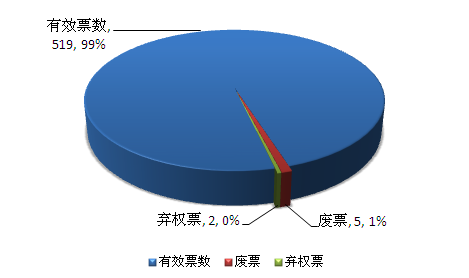 有效票数,
519, 99%
弃权票, 2, 0%
废票, 5, 1%
有效票数 废票 弃权票